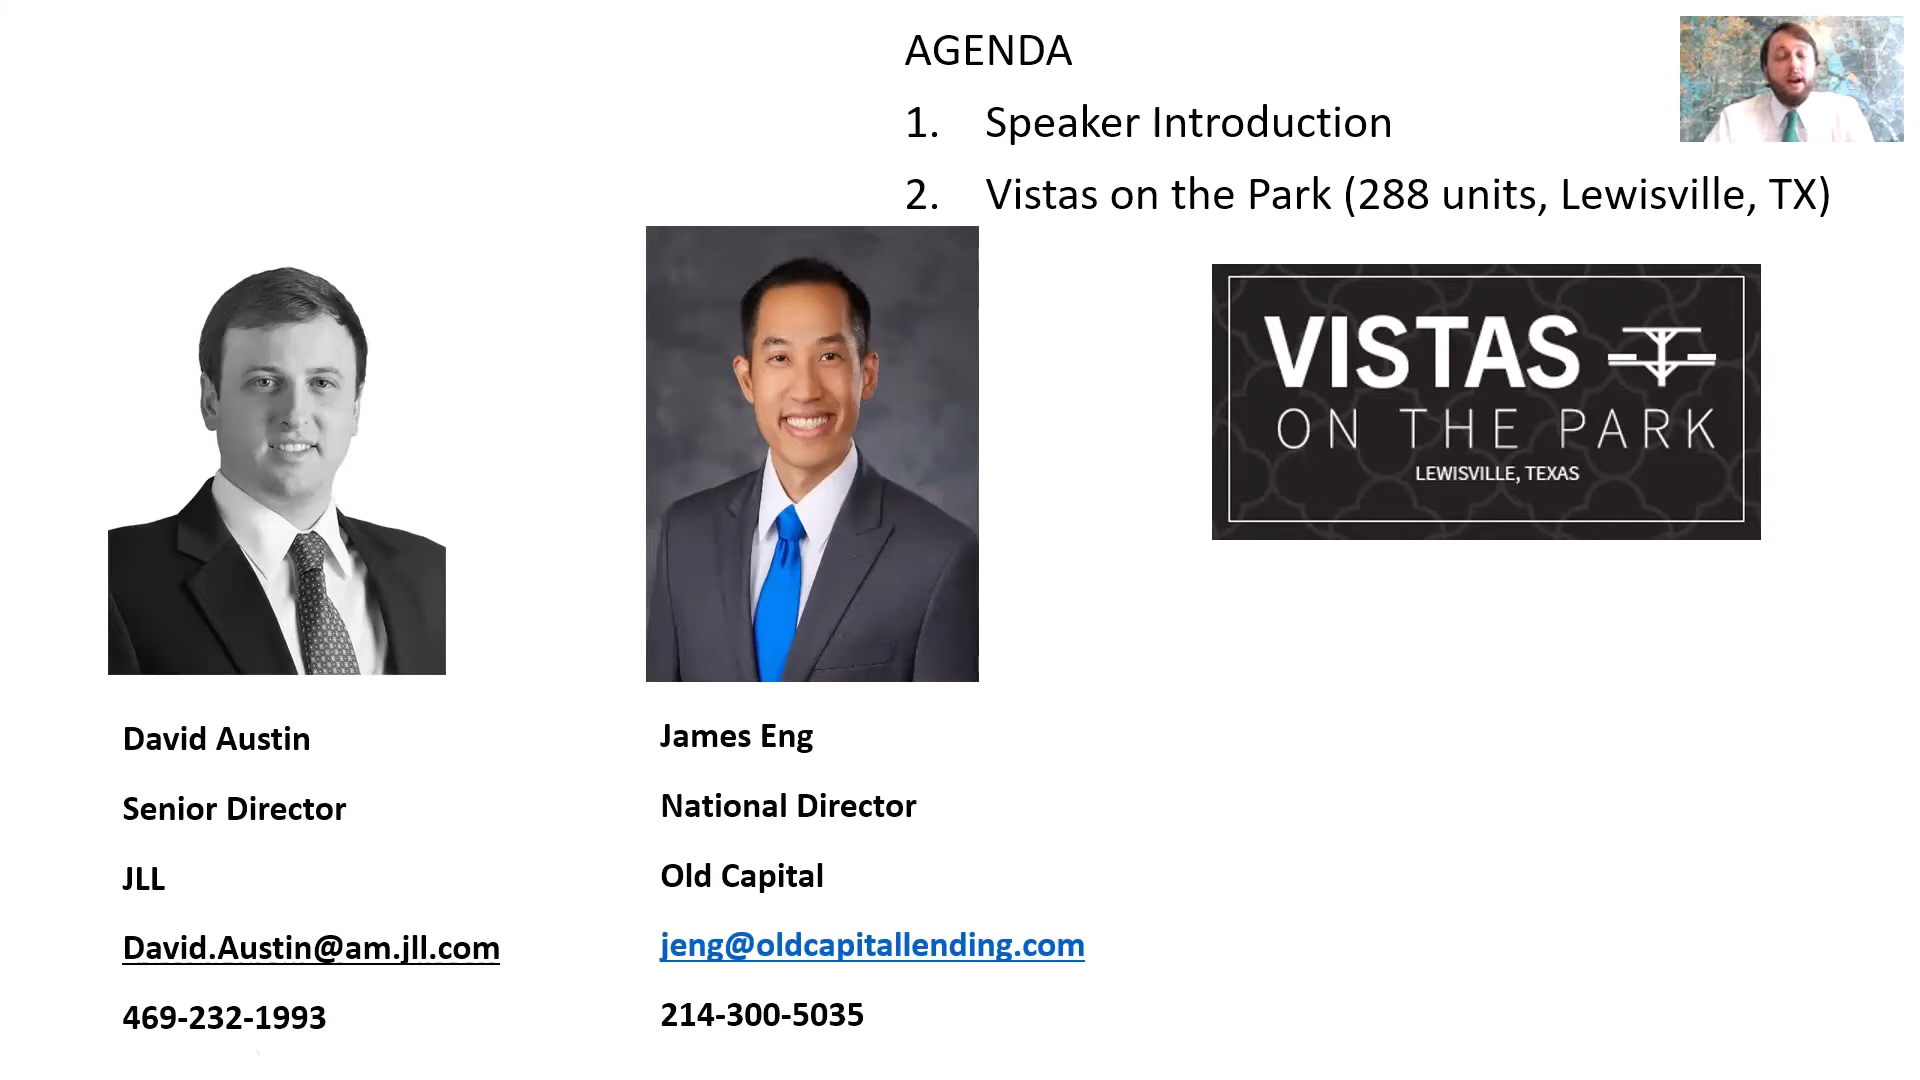 AGENDA
1. Speaker Introduction
2. Vistas on the Park (288 units, Lewisville, TX)
VISTAS
ON THE PARK
LEWISVILLE, TEXAS
David Austin
Senior Director
JLL
David.Austin@am.jll.com
469-232-1993
James Eng
National Director
Old Capital
jeng@oldcapitallending.com
214-300-5035